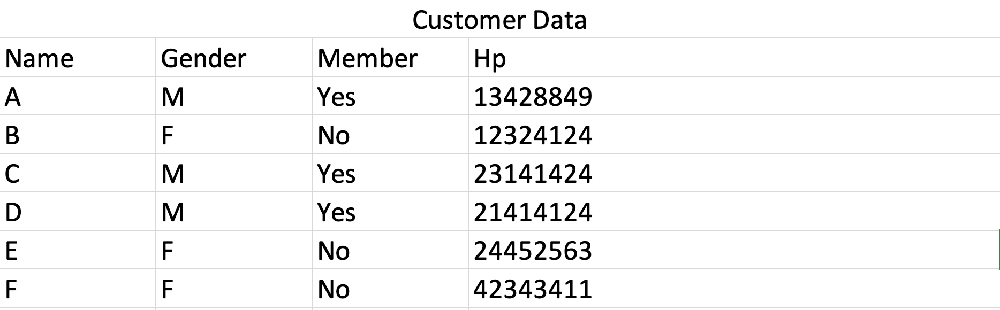 Customer Data
Name Gender Member Hp
A M Yes 13428849
B F No 12324124
C M Yes 23141424
D M Yes 21414124
E F No 24452563
F F No 42343411